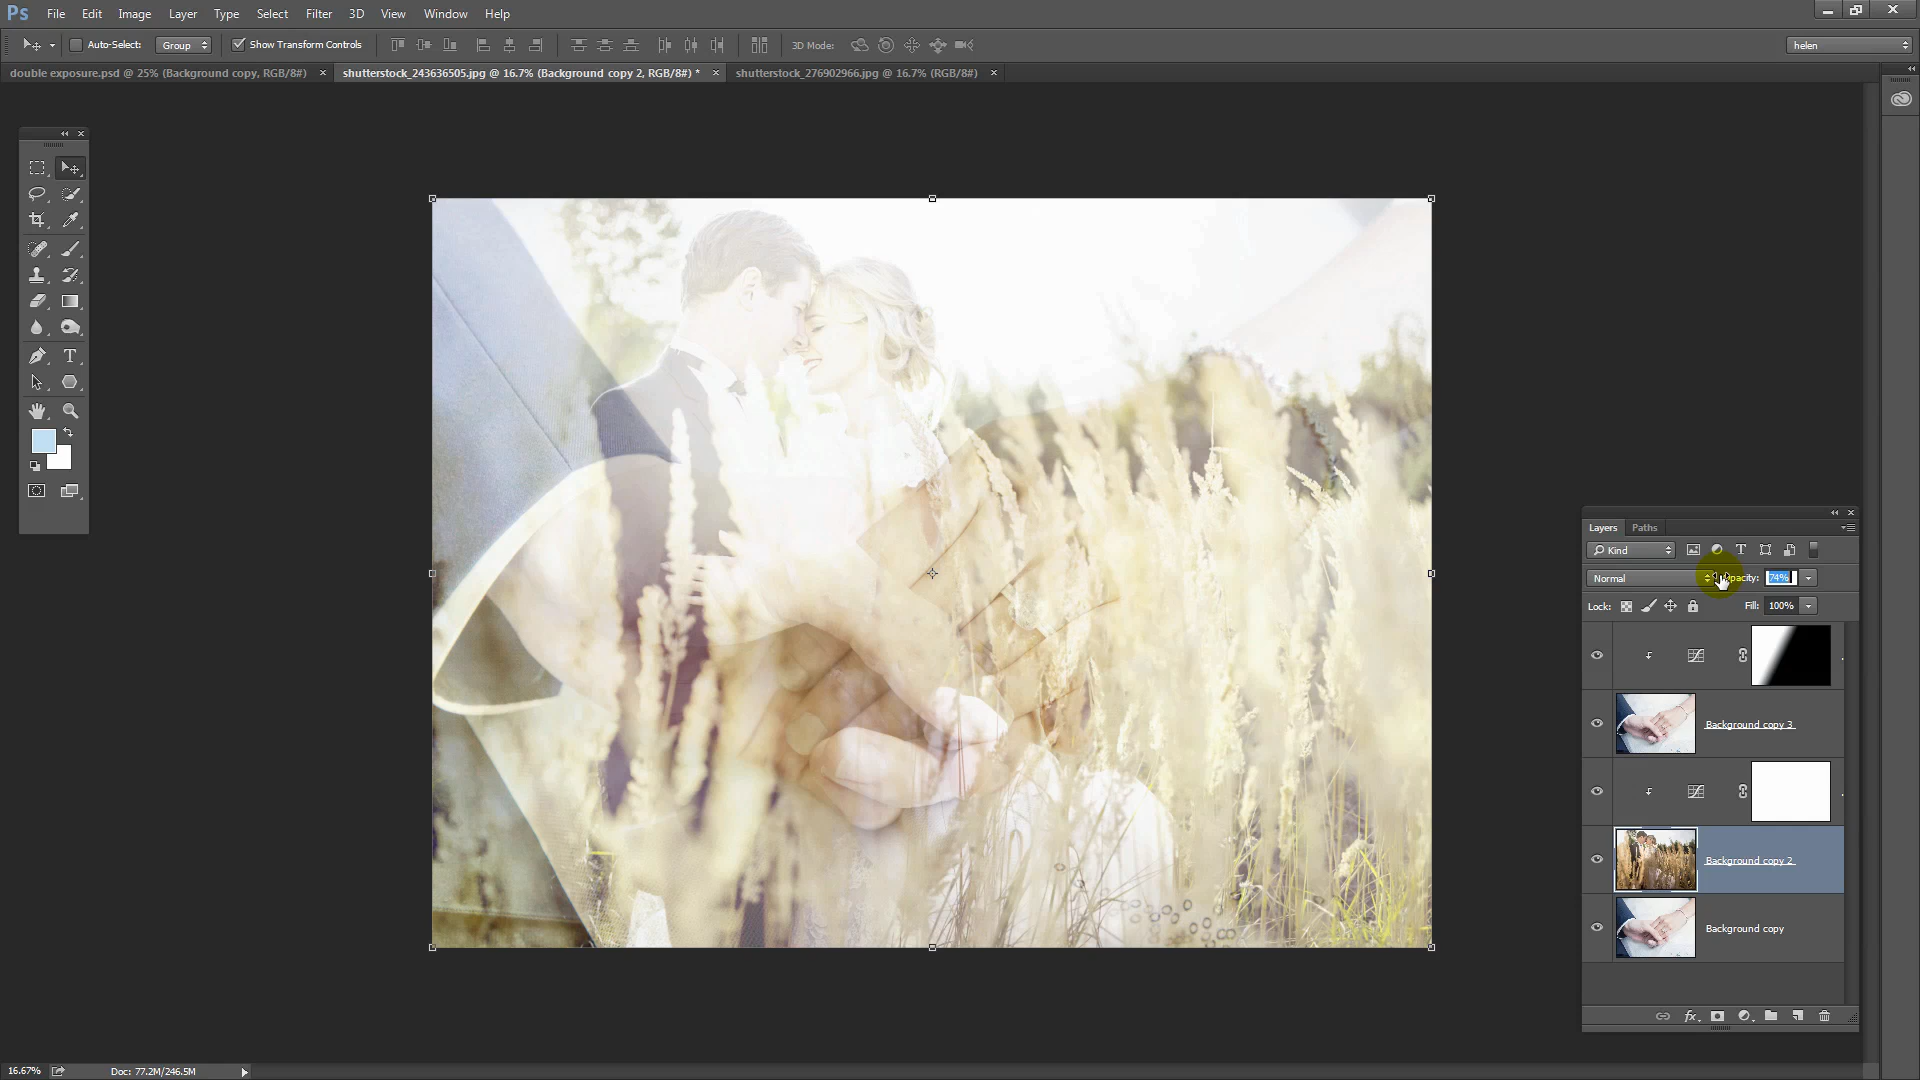 Ps File Edit Image Layer Type Select Filter 3D View Window Help
Auto-Select: Group Show Transform Controls 3D Mode: helen
double exposure.psd @ 25% (Background copy, RGB/8#) × shutterstock_243636505.jpg @ 16.7% (Background copy 2, RGB/8#) * × shutterstock_276902966.jpg @ 16.7% (RGB/8#) ×
Layers Paths
Kind
Normal pacity: 74%
Lock: Fill: 100%
Background copy 3
Background copy 2
Background copy
fx
16.67% Doc: 77.2M/246.5M